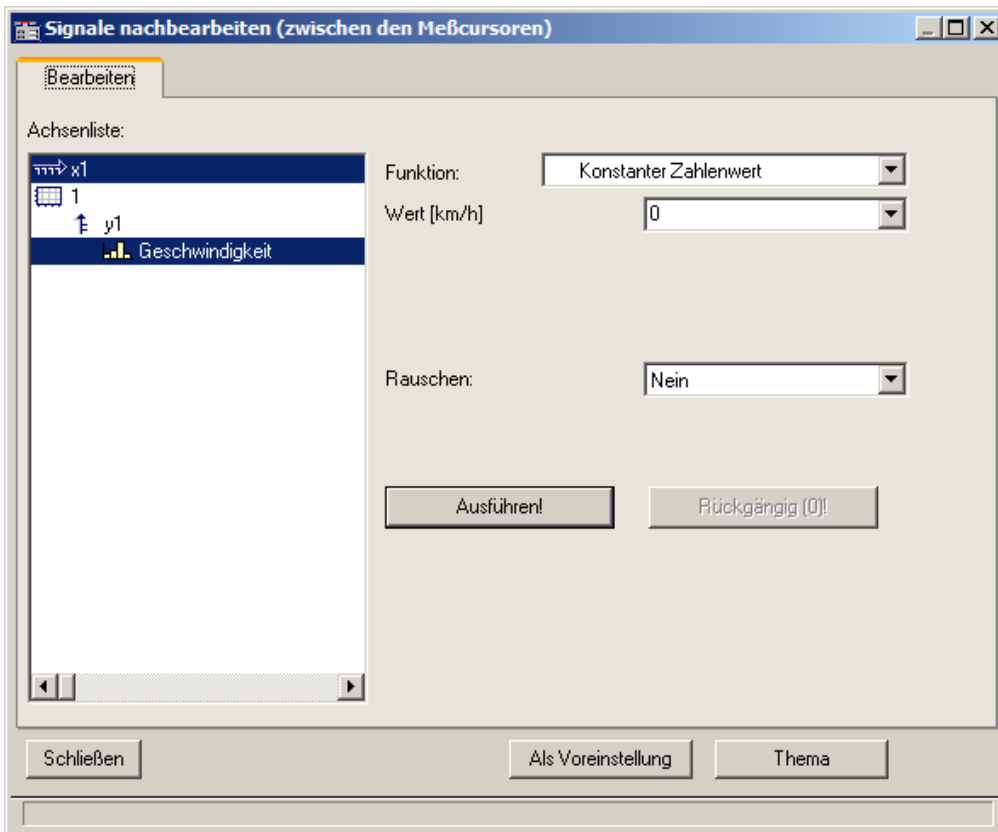 Signale nachbearbeiten (zwischen den Meßcursoren)
Bearbeiten
Achsenliste:
x1
1
y1
Geschwindigkeit
Funktion:
Konstanter Zahlenwert
Wert [km/h]
0
Rauschen:
Nein
Ausführen!
Rückgängig (0)!
Schließen
Als Voreinstellung
Thema